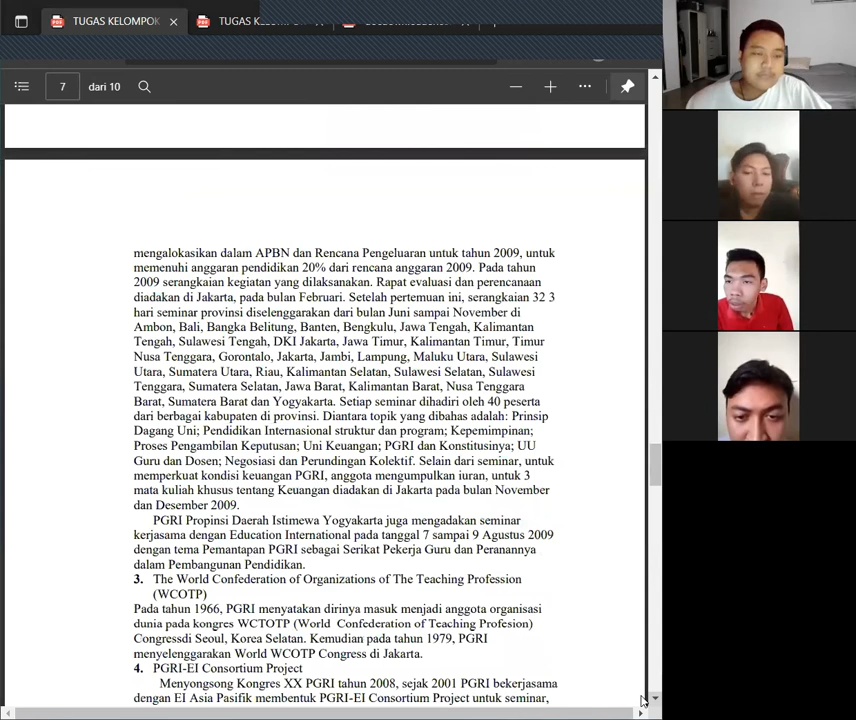 TUGAS KELOMPOK
TUGAS
7 dari 10
mengalokasikan dalam APBN dan Rencana Pengeluaran untuk tahun 2009, untuk
memenuhi anggaran pendidikan 20% dari rencana anggaran 2009. Pada tahun
2009 serangkaian kegiatan yang dilaksanakan. Rapat evaluasi dan perencanaan
diadakan di Jakarta, pada bulan Februari. Setelah pertemuan ini, serangkaian 32 3
hari seminar provinsi diselenggarakan dari bulan Juni sampai November di
Ambon, Bali, Bangka Belitung, Banten, Bengkulu, Jawa Tengah, Kalimantan
Tengah, Sulawesi Tengah, DKI Jakarta, Jawa Timur, Kalimantan Timur, Timur
Nusa Tenggara, Gorontalo, Jakarta, Jambi, Lampung, Maluku Utara, Sulawesi
Utara, Sumatera Utara, Riau, Kalimantan Selatan, Sulawesi Selatan, Sulawesi
Tenggara, Sumatera Selatan, Jawa Barat, Kalimantan Barat, Nusa Tenggara
Barat, Sumatera Barat dan Yogyakarta. Setiap seminar dihadiri oleh 40 peserta
dari berbagai kabupaten di provinsi. Diantara topik yang dibahas adalah: Prinsip
Dagang Uni; Pendidikan Internasional struktur dan program; Kepemimpinan;
Proses Pengambilan Keputusan; Uni Keuangan; PGRI dan Konstitusinya; UU
Guru dan Dosen; Negosiasi dan Perundingan Kolektif. Selain dari seminar, untuk
memperkuat kondisi keuangan PGRI, anggota mengumpulkan iuran, untuk 3
mata kuliah khusus tentang Keuangan diadakan di Jakarta pada bulan November
dan Desember 2009.
PGRI Propinsi Daerah Istimewa Yogyakarta juga mengadakan seminar
kerjasama dengan Education International pada tanggal 7 sampai 9 Agustus 2009
dengan tema Pemantapan PGRI sebagai Serikat Pekerja Guru dan Peranannya
dalam Pembangunan Pendidikan.
3. The World Confederation of Organizations of The Teaching Profession
(WCOTP)
Pada tahun 1966, PGRI menyatakan dirinya masuk menjadi anggota organisasi
dunia pada kongres WCTOTP (World Confederation of Teaching Profesion)
Congressdi Seoul, Korea Selatan. Kemudian pada tahun 1979, PGRI
menyelenggarakan World WCOTP Congress di Jakarta.
4. PGRI-EI Consortium Project
Menyongsong Kongres XX PGRI tahun 2008, sejak 2001 PGRI bekerjasama
dengan EI Asia Pasifik membentuk PGRI-EI Consortium Project untuk seminar,